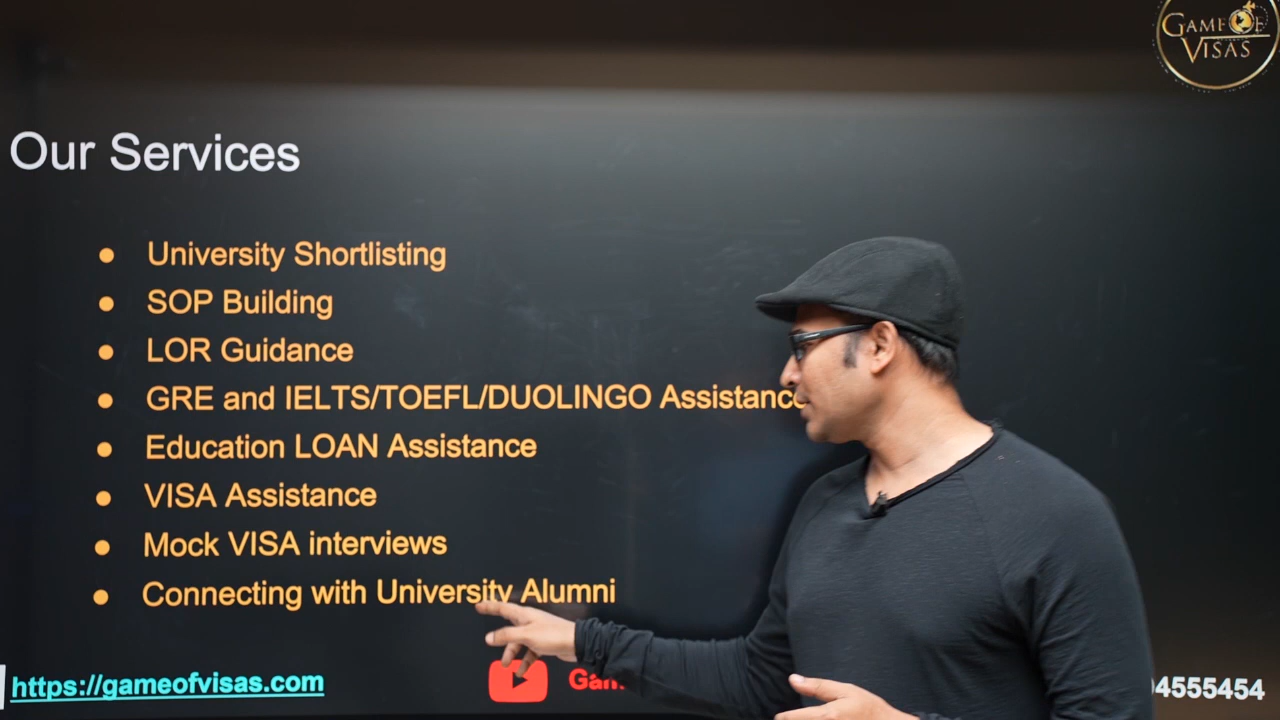 GAME OF
VISAS
Our Services
• University Shortlisting
• SOP Building
• LOR Guidance
• GRE and IELTS/TOEFL/DUOLINGO Assistance
• Education LOAN Assistance
• VISA Assistance
• Mock VISA interviews
• Connecting with University Alumni
https://gameofvisas.com
4555454